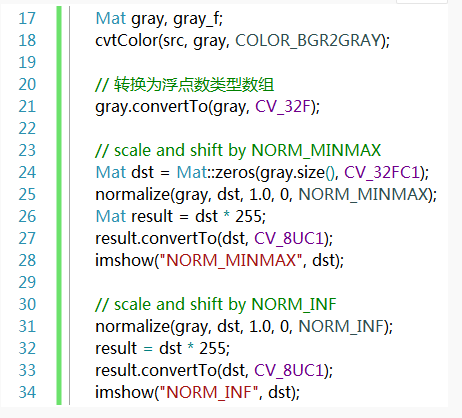 17 Mat gray, gray_f;
18 cvtColor(src, gray, COLOR_BGR2GRAY);
19
20 // 转换为浮点数类型数组
21 gray.convertTo(gray, CV_32F);
22
23 // scale and shift by NORM_MINMAX
24 Mat dst = Mat::zeros(gray.size(), CV_32FC1);
25 normalize(gray, dst, 1.0, 0, NORM_MINMAX);
26 Mat result = dst * 255;
27 result.convertTo(dst, CV_8UC1);
28 imshow("NORM_MINMAX", dst);
29
30 // scale and shift by NORM_INF
31 normalize(gray, dst, 1.0, 0, NORM_INF);
32 result = dst * 255;
33 result.convertTo(dst, CV_8UC1);
34 imshow("NORM_INF", dst);